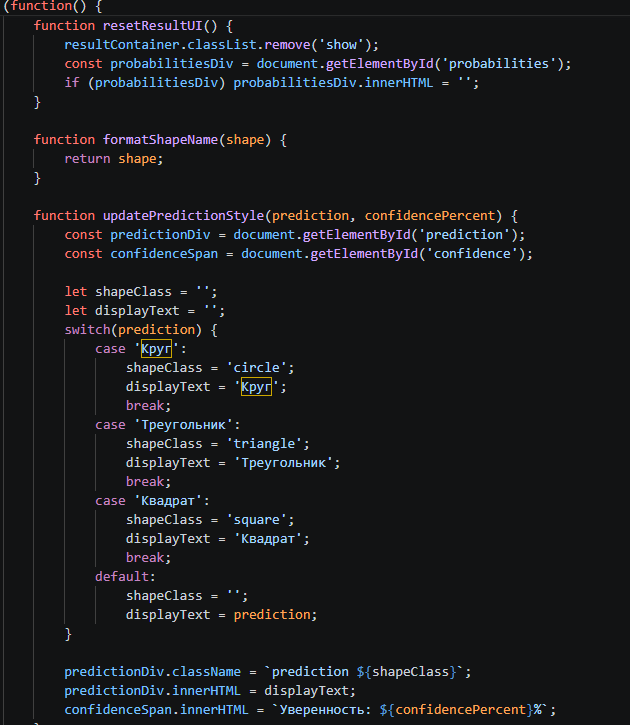 (function() {
    function resetResultUI() {
        resultContainer.classList.remove('show');
        const probabilitiesDiv = document.getElementById('probabilities');
        if (probabilitiesDiv) probabilitiesDiv.innerHTML = '';
    }

    function formatShapeName(shape) {
        return shape;
    }

    function updatePredictionStyle(prediction, confidencePercent) {
        const predictionDiv = document.getElementById('prediction');
        const confidenceSpan = document.getElementById('confidence');

        let shapeClass = '';
        let displayText = '';
        switch(prediction) {
            case 'Круг':
                shapeClass = 'circle';
                displayText = 'Круг';
                break;
            case 'Треугольник':
                shapeClass = 'triangle';
                displayText = 'Треугольник';
                break;
            case 'Квадрат':
                shapeClass = 'square';
                displayText = 'Квадрат';
                break;
            default:
                shapeClass = '';
                displayText = prediction;
        }

        predictionDiv.className = `prediction ${shapeClass}`;
        predictionDiv.innerHTML = displayText;
        confidenceSpan.innerHTML = `Уверенность: ${confidencePercent}%`;